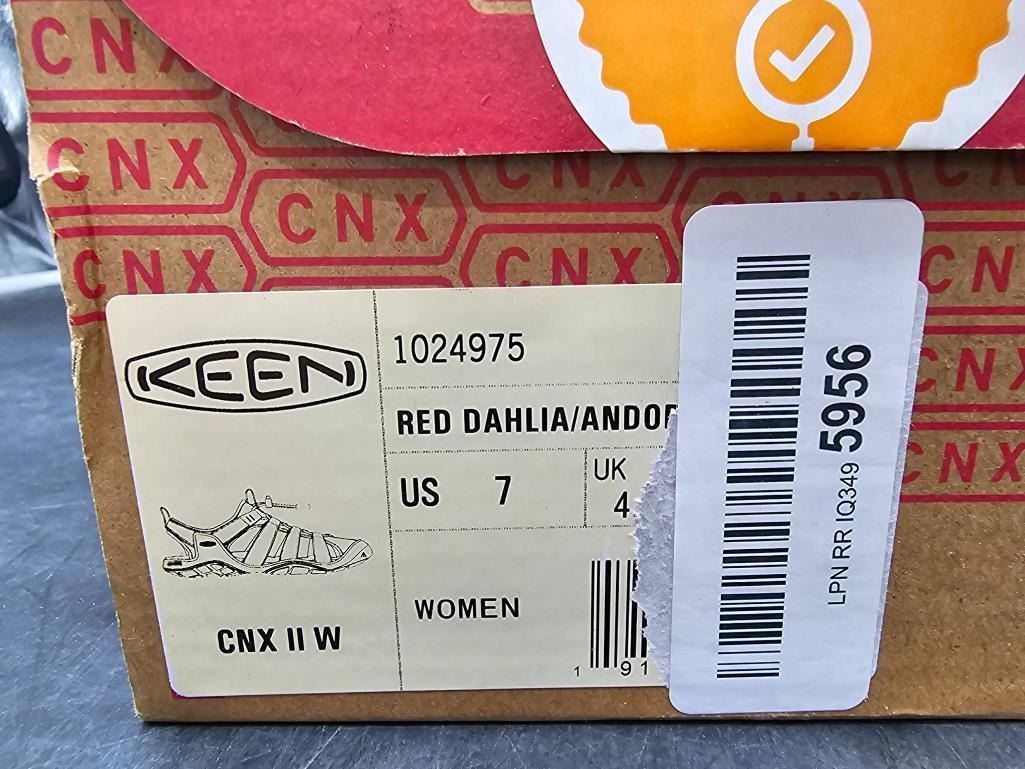 CNX
CNX
CNX
CNX
CNX
CNX
KEEN
1024975
RED DAHLIA/ANDOR
US 7
UK
4
WOMEN
1 91
CNX II W
LPN RR IQ349 5956
CN
CNX
CNX